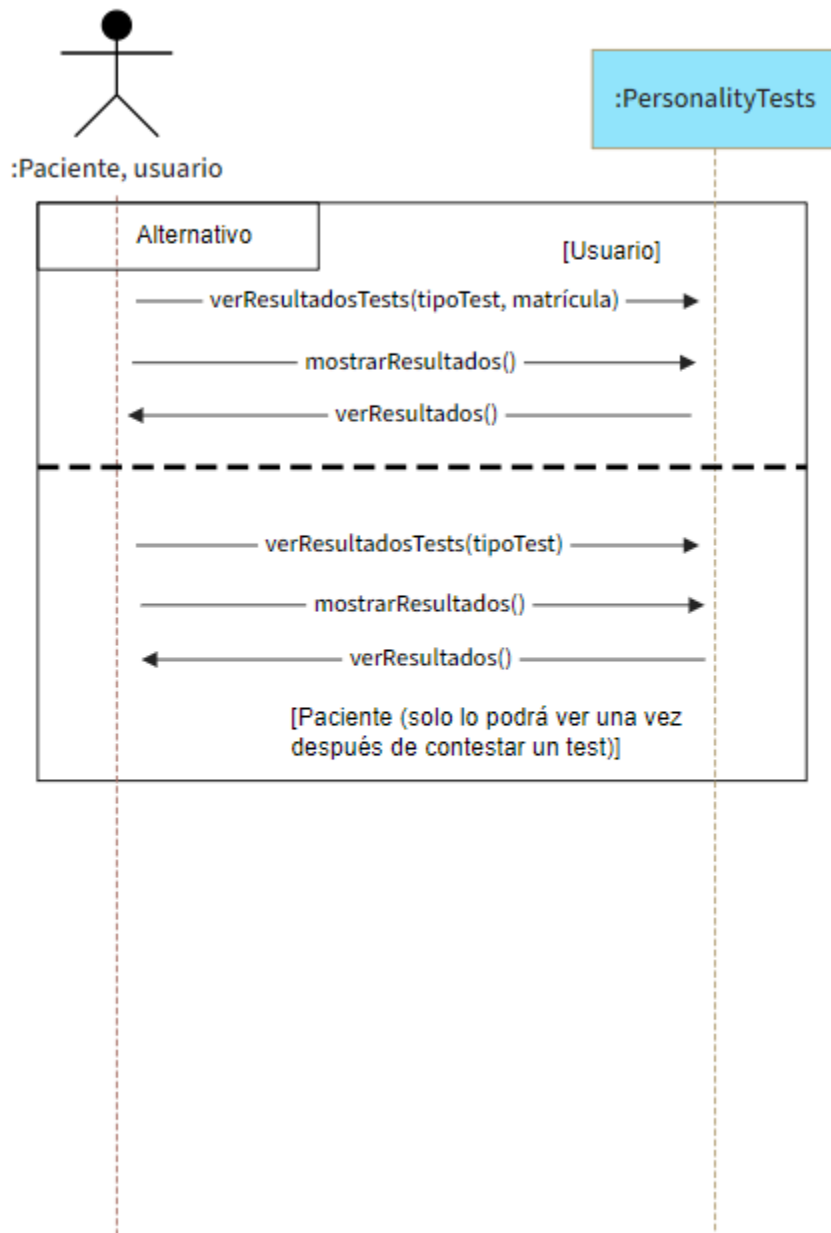 :PersonalityTests
:Paciente, usuario
Alternativo
[Usuario]
verResultadosTests(tipoTest, matrícula)
mostrarResultados()
verResultados()
verResultadosTests(tipoTest)
mostrarResultados()
verResultados()
[Paciente (solo lo podrá ver una vez
después de contestar un test)]